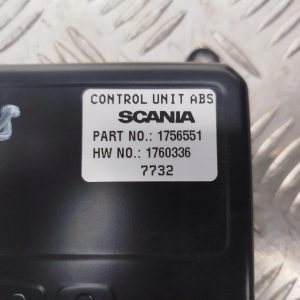 CONTROL UNIT ABS
SCANIA
PART NO.: 1756551
HW NO.: 1760336
7732